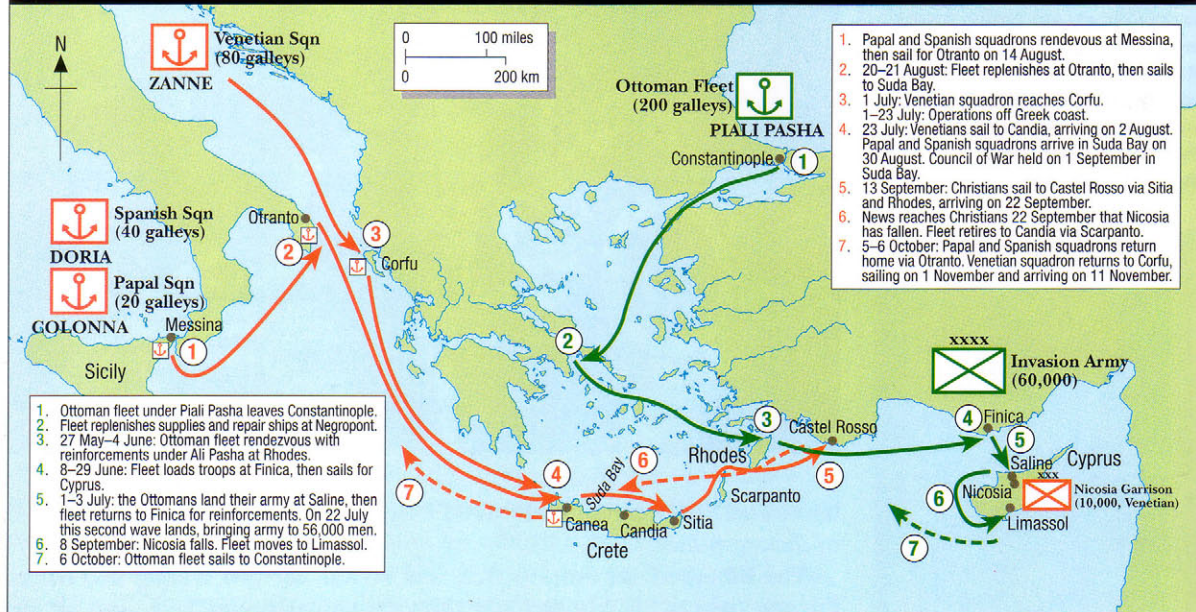 N
Venetian Sqn
(80 galleys)
ZANNE
0 100 miles
0 200 km
Ottoman Fleet
(200 galleys)
PIALI PASHA
Constantinople
1
1. Papal and Spanish squadrons rendevous at Messina,
then sail for Otranto on 14 August.
2. 20–21 August: Fleet replenishes at Otranto, then sails
to Suda Bay.
3. 1 July: Venetian squadron reaches Corfu.
1–23 July: Operations off Greek coast.
4. 23 July: Venetians sail to Candia, arriving on 2 August.
Papal and Spanish squadrons arrive in Suda Bay on
30 August. Council of War held on 1 September in
Suda Bay.
5. 13 September: Christians sail to Castel Rosso via Sitia
and Rhodes, arriving on 22 September.
6. News reaches Christians 22 September that Nicosia
has fallen. Fleet retires to Candia via Scarpanto.
7. 5–6 October: Papal and Spanish squadrons return
home via Otranto. Venetian squadron returns to Corfu,
sailing on 1 November and arriving on 11 November.
Spanish Sqn
(40 galleys)
DORIA
Papal Sqn
(20 galleys)
COLONNA
Otranto
2
3
Corfu
Messina
1
Sicily
2
xxxx
Invasion Army
(60,000)
3
Castel Rosso
4
Finica
5
Rhodes
5
Saline
Cyprus
xxx
Nicosia
Nicosia Garrison
(10,000, Venetian)
6
Limassol
7
4
Suda Bay
6
Scarpanto
7
Canea
Candia
Sitia
Crete
1. Ottoman fleet under Piali Pasha leaves Constantinople.
2. Fleet replenishes supplies and repair ships at Negropont.
3. 27 May–4 June: Ottoman fleet rendezvous with
reinforcements under Ali Pasha at Rhodes.
4. 8–29 June: Fleet loads troops at Finica, then sails for
Cyprus.
5. 1–3 July: the Ottomans land their army at Saline, then
fleet returns to Finica for reinforcements. On 22 July
this second wave lands, bringing army to 56,000 men.
6. 8 September: Nicosia falls. Fleet moves to Limassol.
7. 6 October: Ottoman fleet sails to Constantinople.